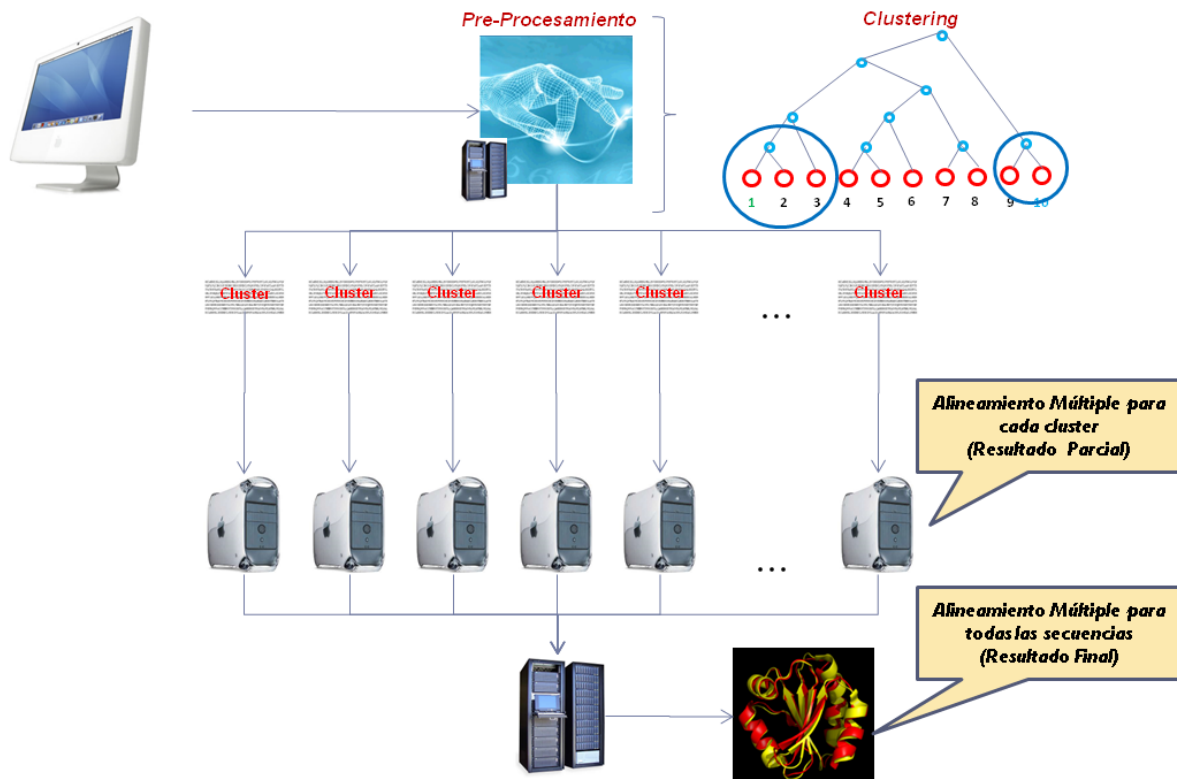 Pre-Procesamiento
Clustering
1 2 3 4 5 6 7 8 9 10
Cluster Cluster Cluster Cluster Cluster ... Cluster
Alineamiento Múltiple para
cada cluster
(Resultado Parcial)
...
Alineamiento Múltiple para
todas las secuencias
(Resultado Final)